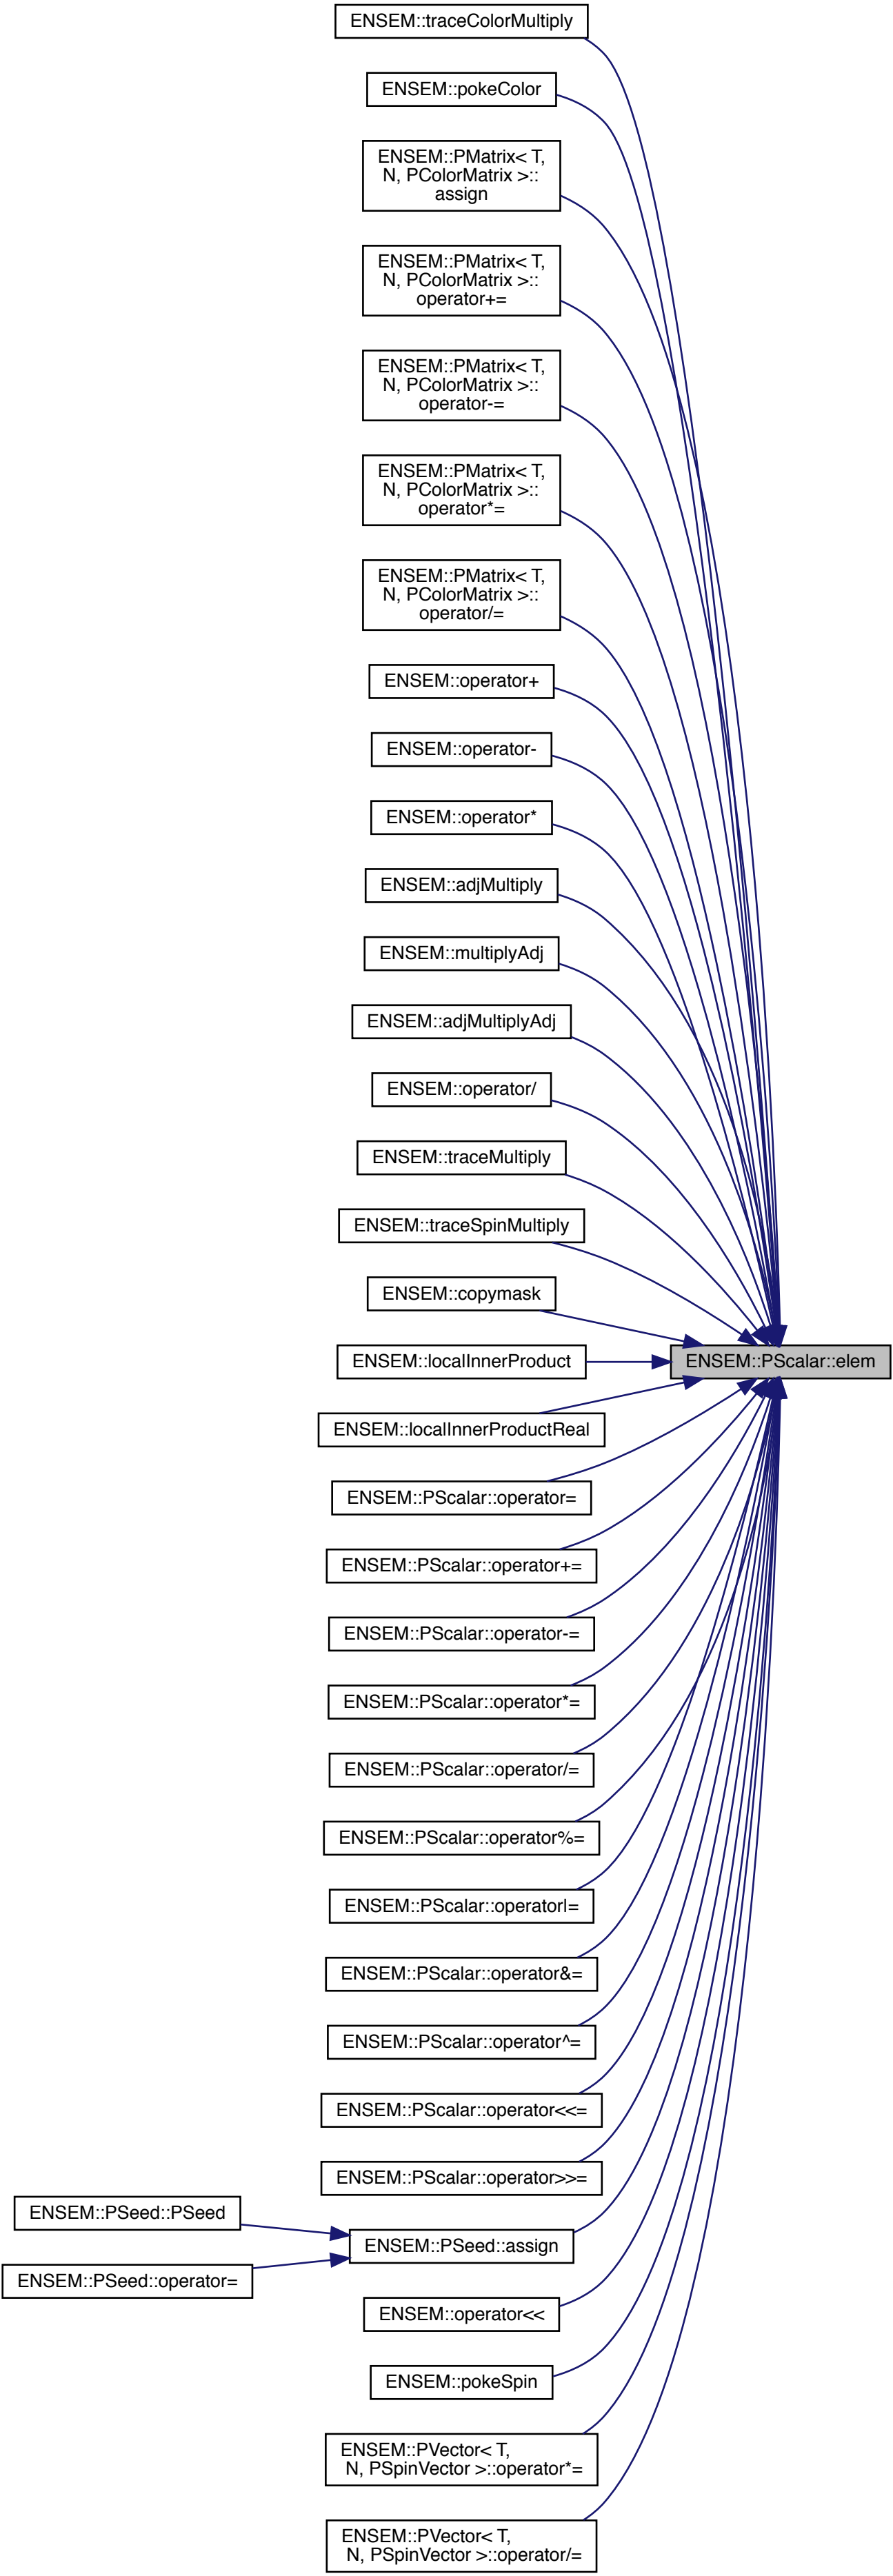 ENSEM::traceColorMultiply
ENSEM::pokeColor
ENSEM::PMatrix< T,
N, PColorMatrix >::
assign
ENSEM::PMatrix< T,
N, PColorMatrix >::
operator+=
ENSEM::PMatrix< T,
N, PColorMatrix >::
operator-=
ENSEM::PMatrix< T,
N, PColorMatrix >::
operator*=
ENSEM::PMatrix< T,
N, PColorMatrix >::
operator/=
ENSEM::operator+
ENSEM::operator-
ENSEM::operator*
ENSEM::adjMultiply
ENSEM::multiplyAdj
ENSEM::adjMultiplyAdj
ENSEM::operator/
ENSEM::traceMultiply
ENSEM::traceSpinMultiply
ENSEM::copymask
ENSEM::localInnerProduct
ENSEM::PScalar::elem
ENSEM::localInnerProductReal
ENSEM::PScalar::operator=
ENSEM::PScalar::operator+=
ENSEM::PScalar::operator-=
ENSEM::PScalar::operator*=
ENSEM::PScalar::operator/=
ENSEM::PScalar::operator%=
ENSEM::PScalar::operator|=
ENSEM::PScalar::operator&=
ENSEM::PScalar::operator^=
ENSEM::PScalar::operator<<=
ENSEM::PScalar::operator>>=
ENSEM::PSeed::PSeed
ENSEM::PSeed::assign
ENSEM::PSeed::operator=
ENSEM::operator<<
ENSEM::pokeSpin
ENSEM::PVector< T,
N, PSpinVector >::operator*=
ENSEM::PVector< T,
N, PSpinVector >::operator/=